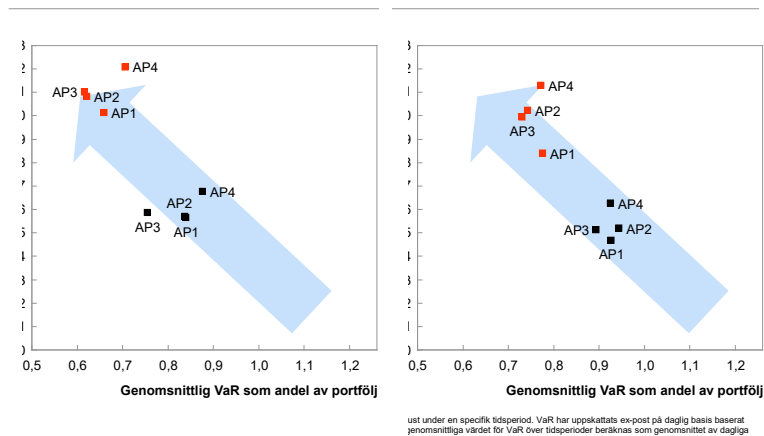 AP4
AP3
AP2
AP1
AP4
AP2
AP3
AP1
0,5 0,6 0,7 0,8 0,9 1,0 1,1 1,2
Genomsnittlig VaR som andel av portfölj
AP4
AP2
AP3
AP1
AP4
AP3
AP2
AP1
0,5 0,6 0,7 0,8 0,9 1,0 1,1 1,2
Genomsnittlig VaR som andel av portfölj
under en specifik tidsperiod. VaR har uppskattats ex-post på daglig basis baserat
genomsnittliga värdet för VaR över tidsperioder beräknas som genomsnittet av dagliga